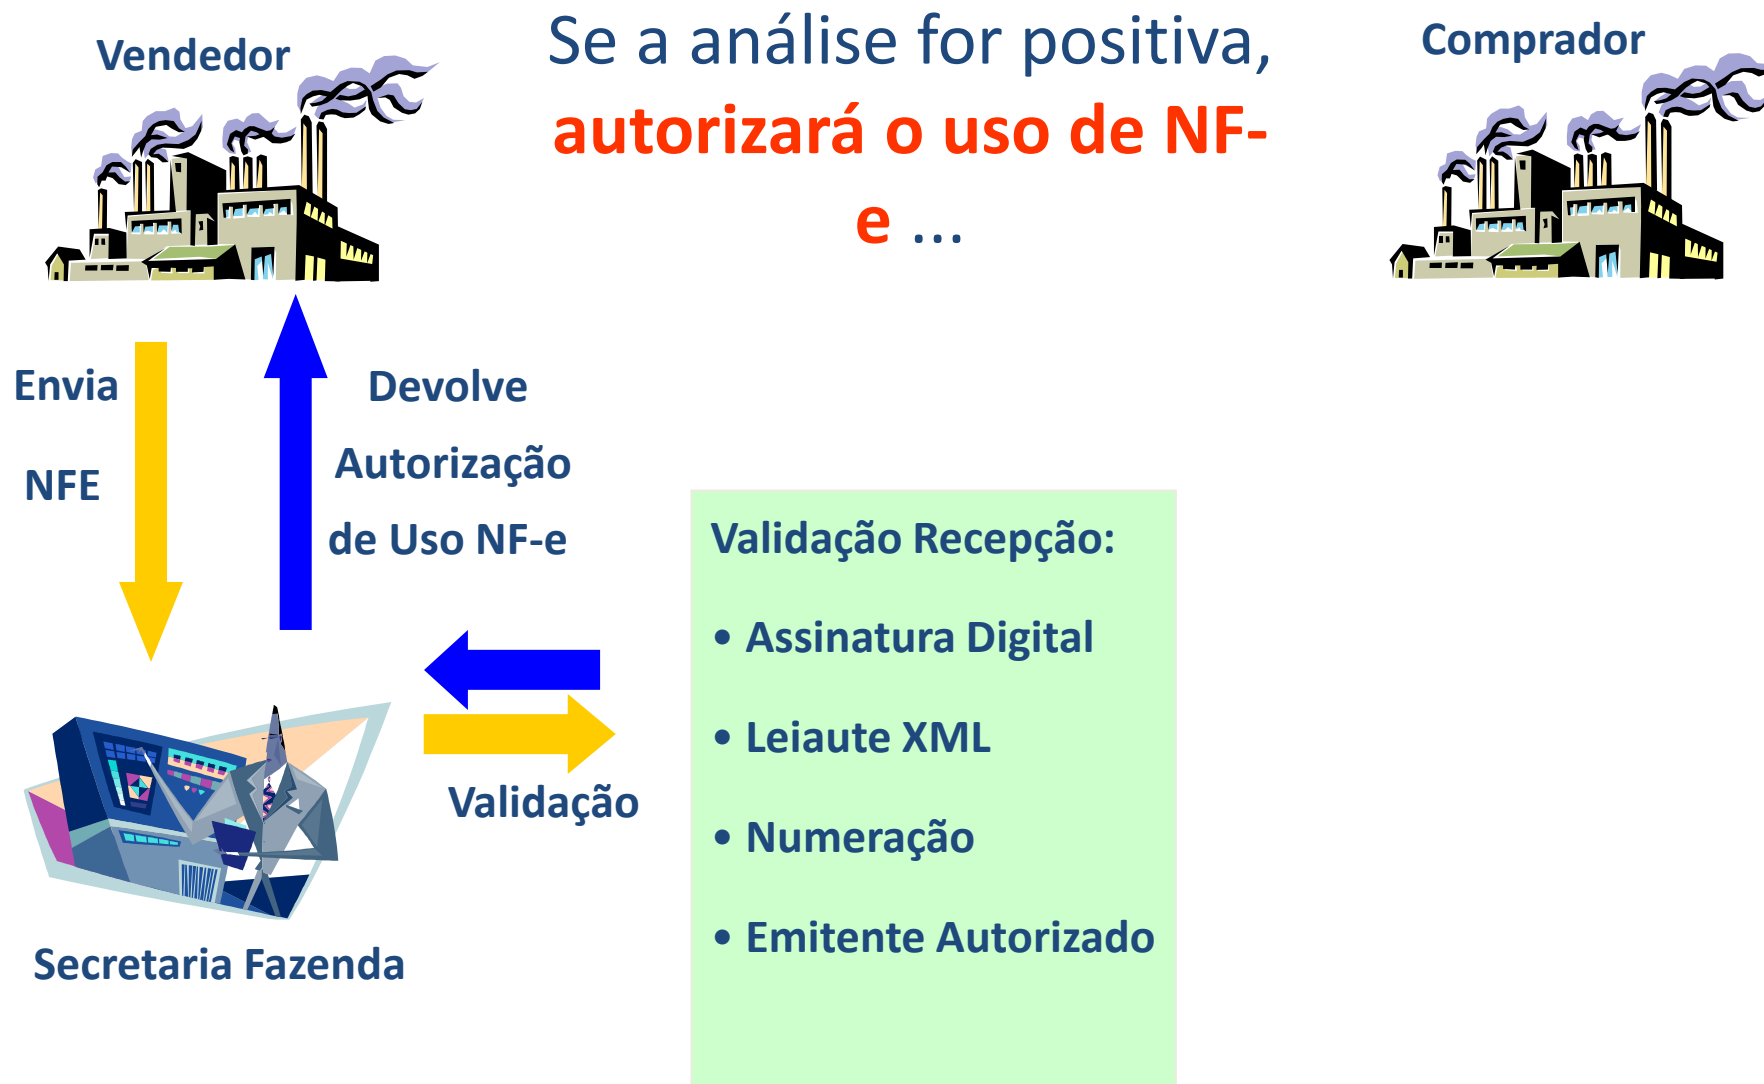 Vendedor
Se a análise for positiva,
autorizará o uso de NF-
e ...
Comprador
Envia
NFE
Devolve
Autorização
de Uso NF-e
Validação Recepção:
• Assinatura Digital
• Leiaute XML
• Numeração
• Emitente Autorizado
Validação
Secretaria Fazenda